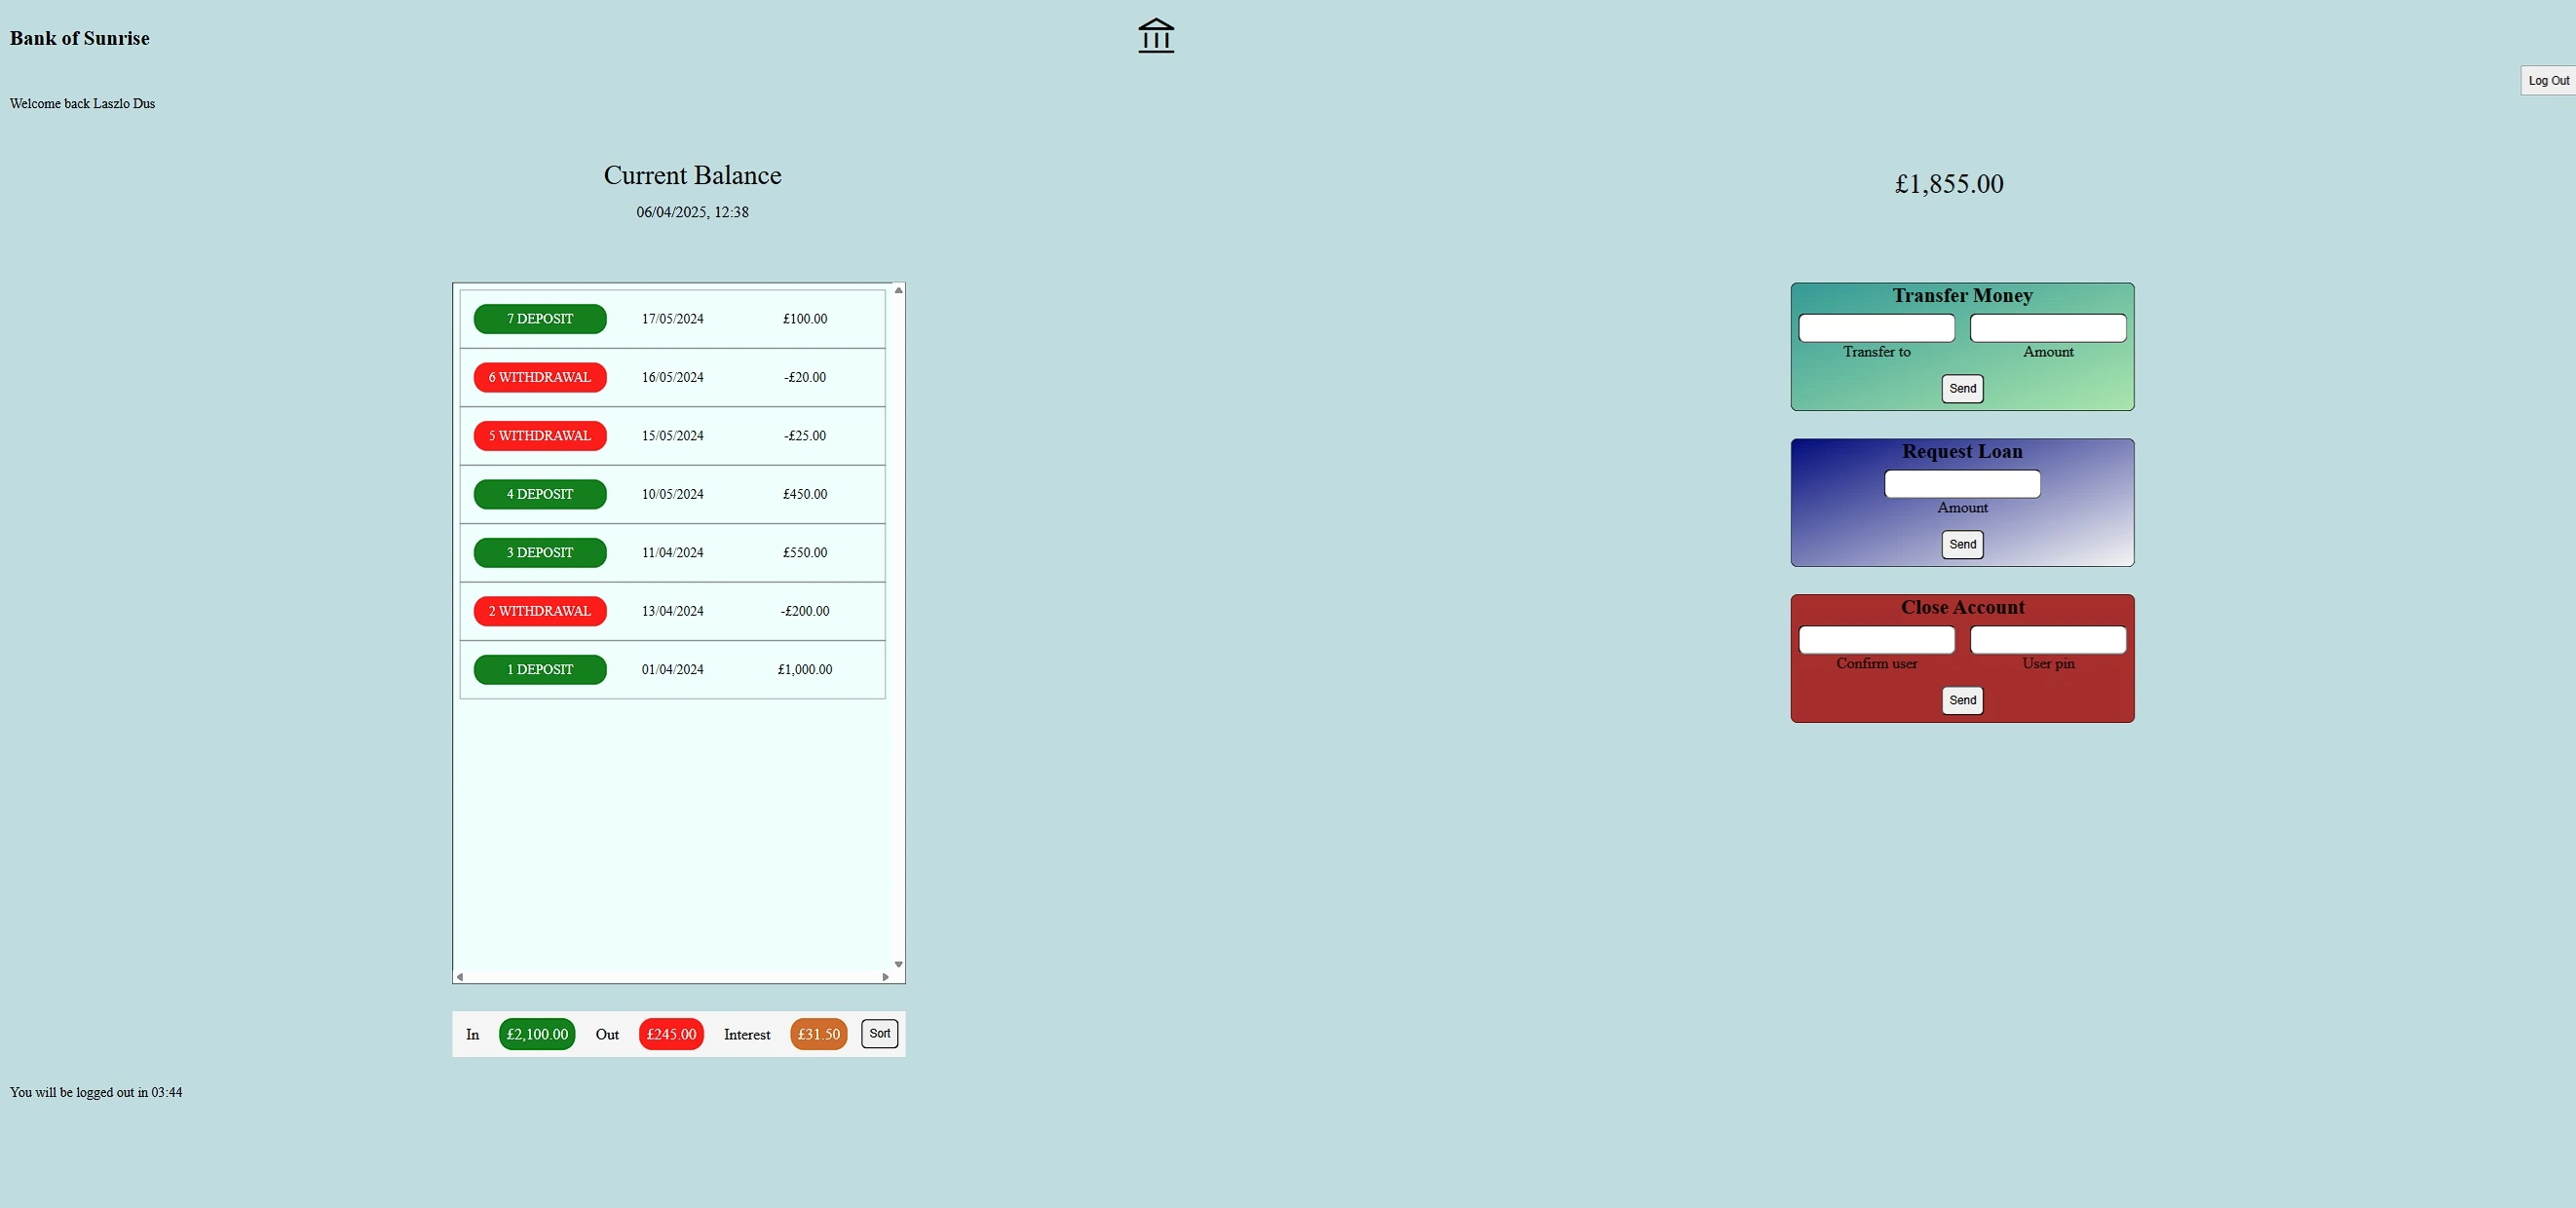 Bank of Sunrise
Log Out
Welcome back Laszlo Dus
Current Balance
06/04/2025, 12:38
£1,855.00
7 DEPOSIT 17/05/2024 £100.00
6 WITHDRAWAL 16/05/2024 -£20.00
5 WITHDRAWAL 15/05/2024 -£25.00
4 DEPOSIT 10/05/2024 £450.00
3 DEPOSIT 11/04/2024 £550.00
2 WITHDRAWAL 13/04/2024 -£200.00
1 DEPOSIT 01/04/2024 £1,000.00
In £2,100.00 Out £245.00 Interest £31.50 Sort
Transfer Money
Transfer to Amount
Send
Request Loan
Amount
Send
Close Account
Confirm user User pin
Send
You will be logged out in 03:44